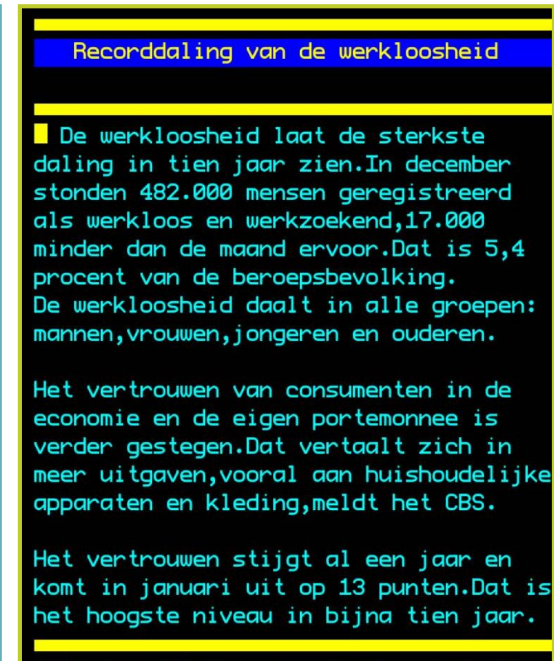 Recorddaling van de werkloosheid
De werkloosheid laat de sterkste
daling in tien jaar zien.In december
stonden 482.000 mensen geregistreerd
als werkloos en werkzoekend,17.000
minder dan de maand ervoor.Dat is 5,4
procent van de beroepsbevolking.
De werkloosheid daalt in alle groepen:
mannen,vrouwen,jongeren en ouderen.
Het vertrouwen van consumenten in de
economie en de eigen portemonnee is
verder gestegen.Dat vertaalt zich in
meer uitgaven,vooral aan huishoudelijke
apparaten en kleding,meldt het CBS.
Het vertrouwen stijgt al een jaar en
komt in januari uit op 13 punten.Dat is
het hoogste niveau in bijna tien jaar.